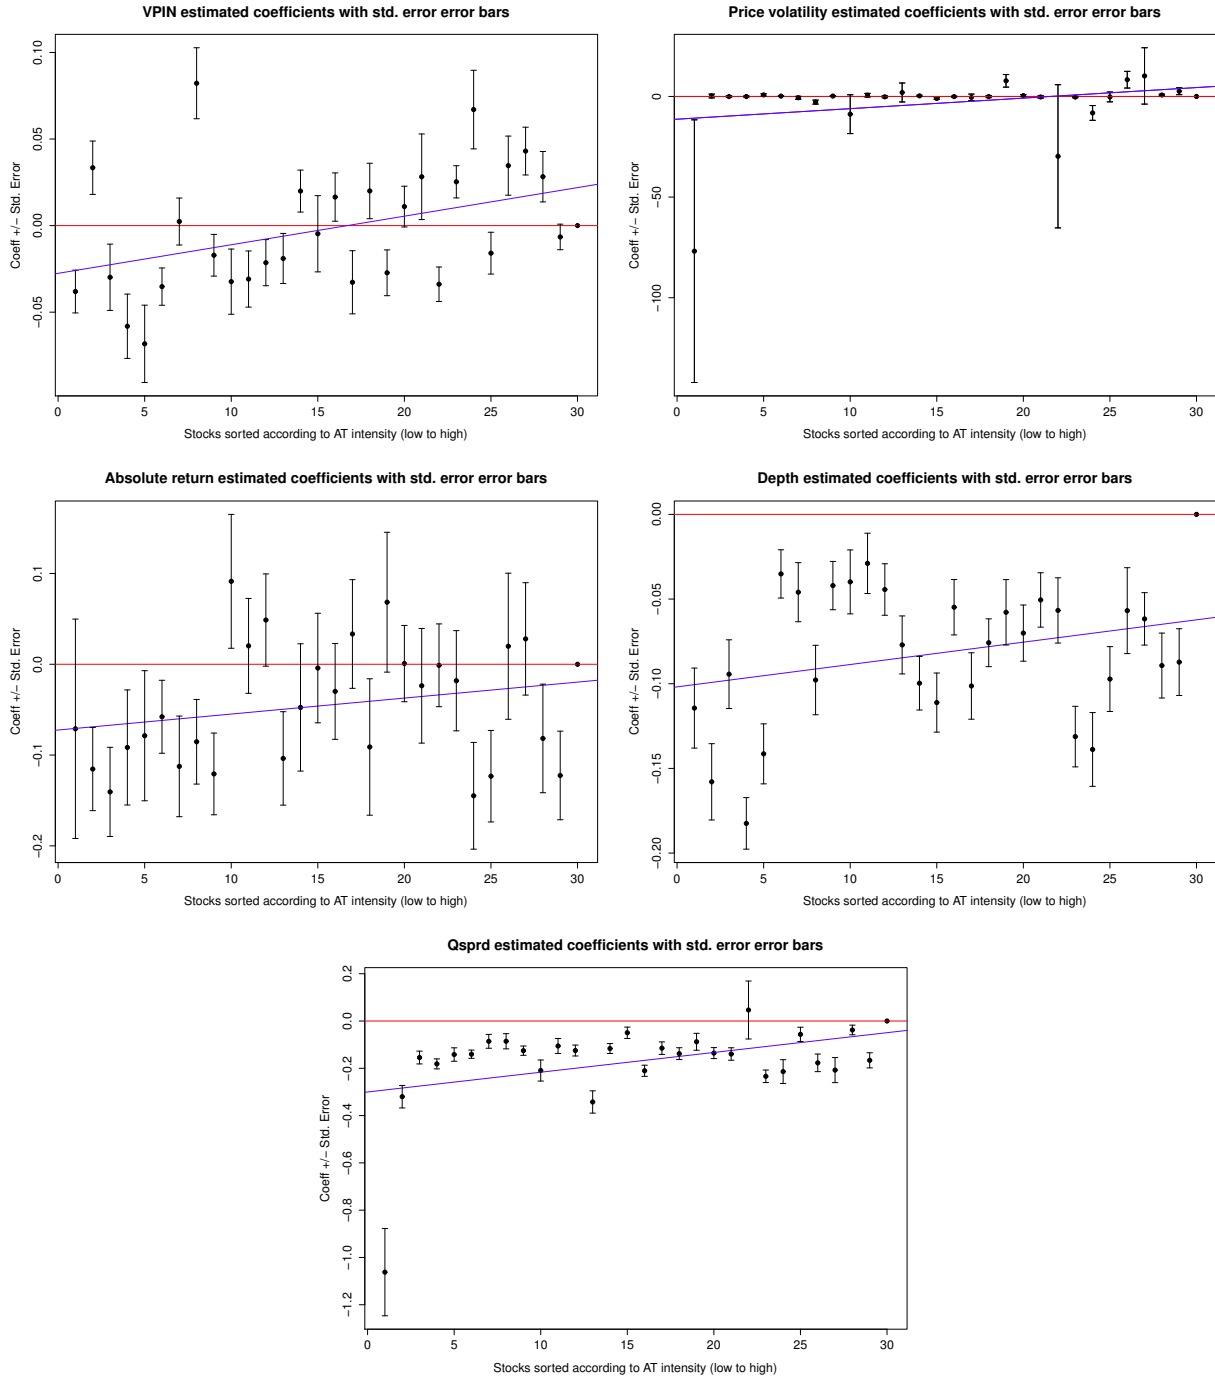 VPIN estimated coefficients with std. error error bars
Coeff +/− Std. Error
0.10
0.05
0.00
−0.05
0 5 10 15 20 25 30
Stocks sorted according to AT intensity (low to high)
Price volatility estimated coefficients with std. error error bars
Coeff +/− Std. Error
0
−50
−100
0 5 10 15 20 25 30
Stocks sorted according to AT intensity (low to high)
Absolute return estimated coefficients with std. error error bars
Coeff +/− Std. Error
0.1
0.0
−0.1
−0.2
0 5 10 15 20 25 30
Stocks sorted according to AT intensity (low to high)
Depth estimated coefficients with std. error error bars
Coeff +/− Std. Error
0.00
−0.05
−0.10
−0.15
−0.20
0 5 10 15 20 25 30
Stocks sorted according to AT intensity (low to high)
Qsprd estimated coefficients with std. error error bars
Coeff +/− Std. Error
0.2
0.0
−0.2
−0.4
−0.6
−0.8
−1.0
−1.2
0 5 10 15 20 25 30
Stocks sorted according to AT intensity (low to high)